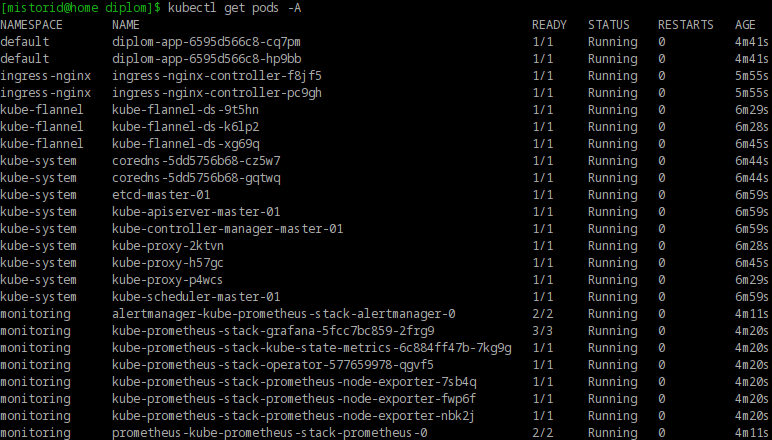 [mistorid@home diplom]$ kubectl get pods -A
NAMESPACE NAME READY STATUS RESTARTS AGE
default diplom-app-6595d566c8-cq7pm 1/1 Running 0 4m41s
default diplom-app-6595d566c8-hp9bb 1/1 Running 0 4m41s
ingress-nginx ingress-nginx-controller-f8jf5 1/1 Running 0 5m55s
ingress-nginx ingress-nginx-controller-pc9gh 1/1 Running 0 5m55s
kube-flannel kube-flannel-ds-9t5hn 1/1 Running 0 6m29s
kube-flannel kube-flannel-ds-k6lp2 1/1 Running 0 6m28s
kube-flannel kube-flannel-ds-xg69q 1/1 Running 0 6m45s
kube-system coredns-5dd5756b68-cz5w7 1/1 Running 0 6m44s
kube-system coredns-5dd5756b68-gqtwq 1/1 Running 0 6m44s
kube-system etcd-master-01 1/1 Running 0 6m59s
kube-system kube-apiserver-master-01 1/1 Running 0 6m59s
kube-system kube-controller-manager-master-01 1/1 Running 0 6m59s
kube-system kube-proxy-2ktvn 1/1 Running 0 6m28s
kube-system kube-proxy-h57gc 1/1 Running 0 6m45s
kube-system kube-proxy-p4wcs 1/1 Running 0 6m29s
kube-system kube-scheduler-master-01 1/1 Running 0 6m59s
monitoring alertmanager-kube-prometheus-stack-alertmanager-0 2/2 Running 0 4m11s
monitoring kube-prometheus-stack-grafana-5fcc7bc859-2frg9 3/3 Running 0 4m20s
monitoring kube-prometheus-stack-kube-state-metrics-6c884ff47b-7kg9g 1/1 Running 0 4m20s
monitoring kube-prometheus-stack-operator-577659978-qgvf5 1/1 Running 0 4m20s
monitoring kube-prometheus-stack-prometheus-node-exporter-7sb4q 1/1 Running 0 4m20s
monitoring kube-prometheus-stack-prometheus-node-exporter-fwp6f 1/1 Running 0 4m20s
monitoring kube-prometheus-stack-prometheus-node-exporter-nbk2j 1/1 Running 0 4m20s
monitoring prometheus-kube-prometheus-stack-prometheus-0 2/2 Running 0 4m11s